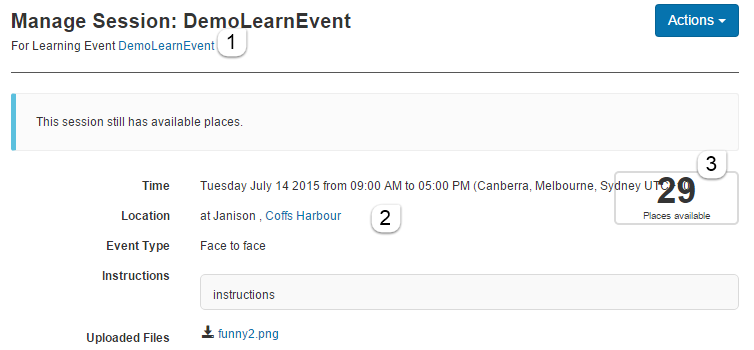 Manage Session: DemoLearnEvent
Actions
For Learning Event DemoLearnEvent
1
This session still has available places.
3
Time Tuesday July 14 2015 from 09:00 AM to 05:00 PM (Canberra, Melbourne, Sydney UTC
29
Places available
Location at Janison , Coffs Harbour
2
Event Type Face to face
Instructions
instructions
Uploaded Files funny2.png